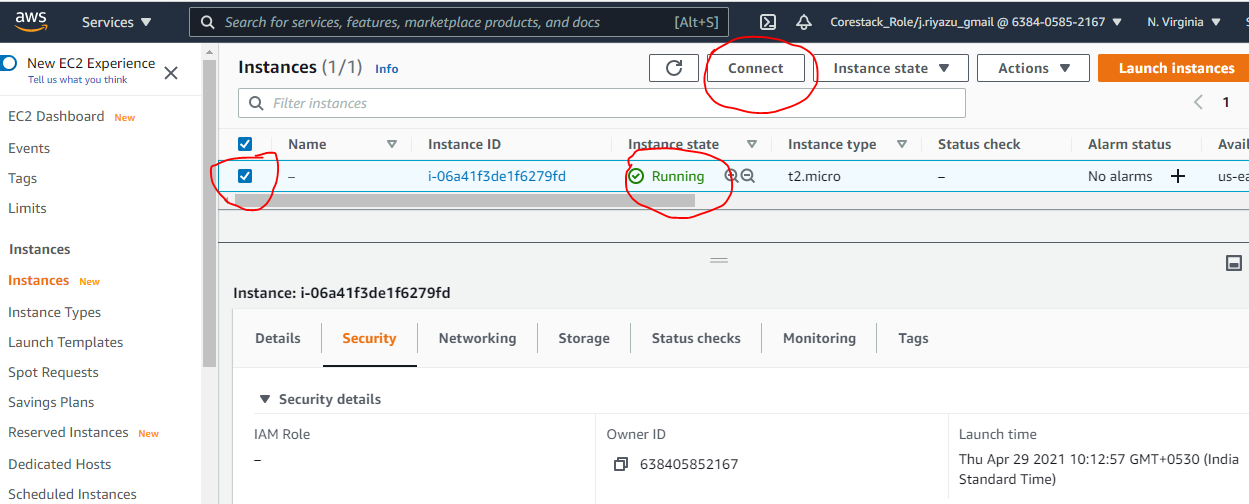 aws
Services ▼
Search for services, features, marketplace products, and docs [Alt+S]
Corestack_Role/j.riyazu_gmail @ 6384-0585-2167 ▼
N. Virginia ▼
New EC2 Experience
Tell us what you think
EC2 Dashboard New
Events
Tags
Limits
Instances
Instances New
Instance Types
Launch Templates
Spot Requests
Savings Plans
Reserved Instances New
Dedicated Hosts
Scheduled Instances
Instances (1/1) Info
Connect
Instance state ▼
Actions ▼
Launch instances
Filter instances
1
Name Instance ID Instance state Instance type Status check Alarm status Avail
– i-06a41f3de1f6279fd Running t2.micro – No alarms + us-ea
Instance: i-06a41f3de1f6279fd
Details Security Networking Storage Status checks Monitoring Tags
▼ Security details
IAM Role
–
Owner ID
638405852167
Launch time
Thu Apr 29 2021 10:12:57 GMT+0530 (India
Standard Time)